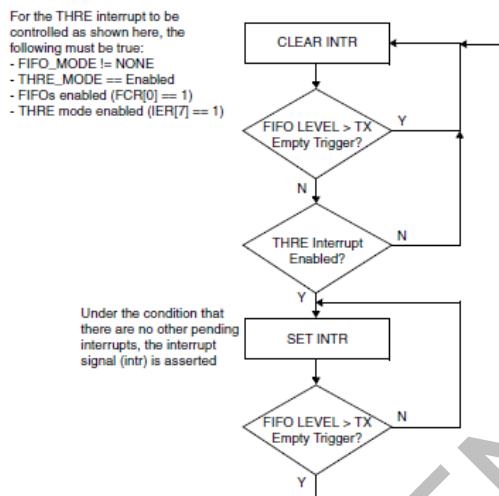 For the THRE interrupt to be
controlled as shown here, the
following must be true:
- FIFO_MODE != NONE
- THRE_MODE == Enabled
- FIFOs enabled (FCR[0] == 1)
- THRE mode enabled (IER[7] == 1)
CLEAR INTR
FIFO LEVEL > TX
Empty Trigger?
Y
N
THRE Interrupt
Enabled?
N
Y
Under the condition that
there are no other pending
interrupts, the interrupt
signal (intr) is asserted
SET INTR
FIFO LEVEL > TX
Empty Trigger?
N
Y